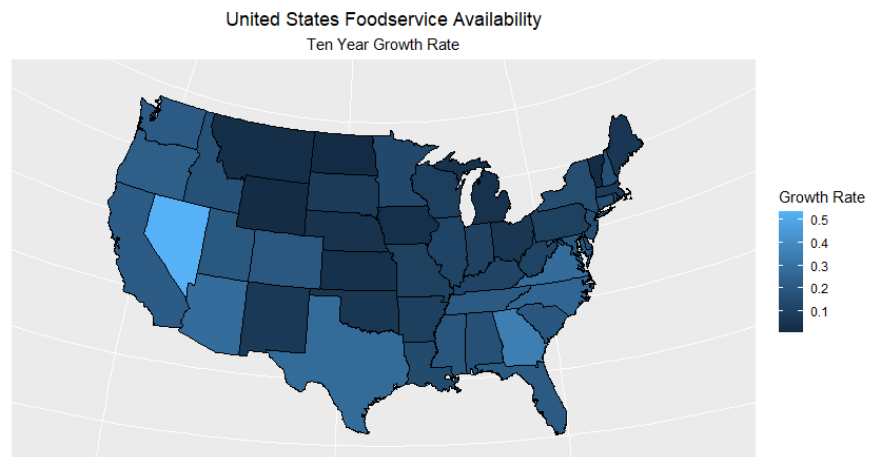 United States Foodservice Availability
Ten Year Growth Rate
Growth Rate
0.5
0.4
0.3
0.2
0.1